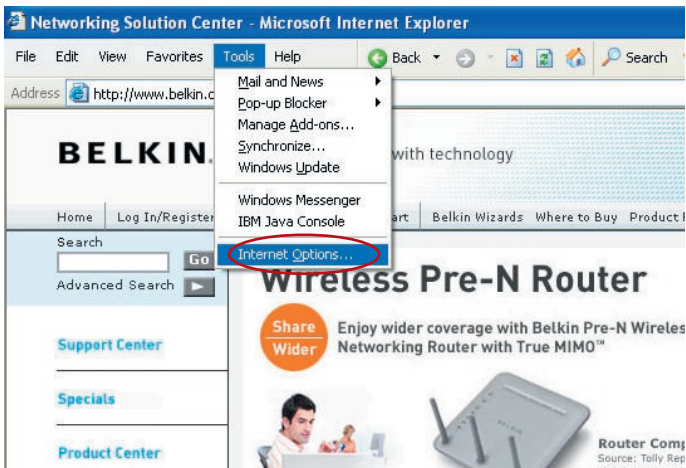 Networking Solution Center - Microsoft Internet Explorer
File Edit View Favorites Tools Help Back Search
Address http://www.belkin.c
Mail and News
Pop-up Blocker
Manage Add-ons...
Synchronize...
Windows Update
Windows Messenger
IBM Java Console
Internet Options...
BELKIN. with technology
Home Log In/Register art Belkin Wizards Where to Buy Product
Search
Go
Advanced Search
Wireless Pre-N Router
Share
Wider
Enjoy wider coverage with Belkin Pre-N Wireles
Networking Router with True MIMO™
Support Center
Specials
Product Center
BELKIN
Router Comp
Source: Tolly Rep